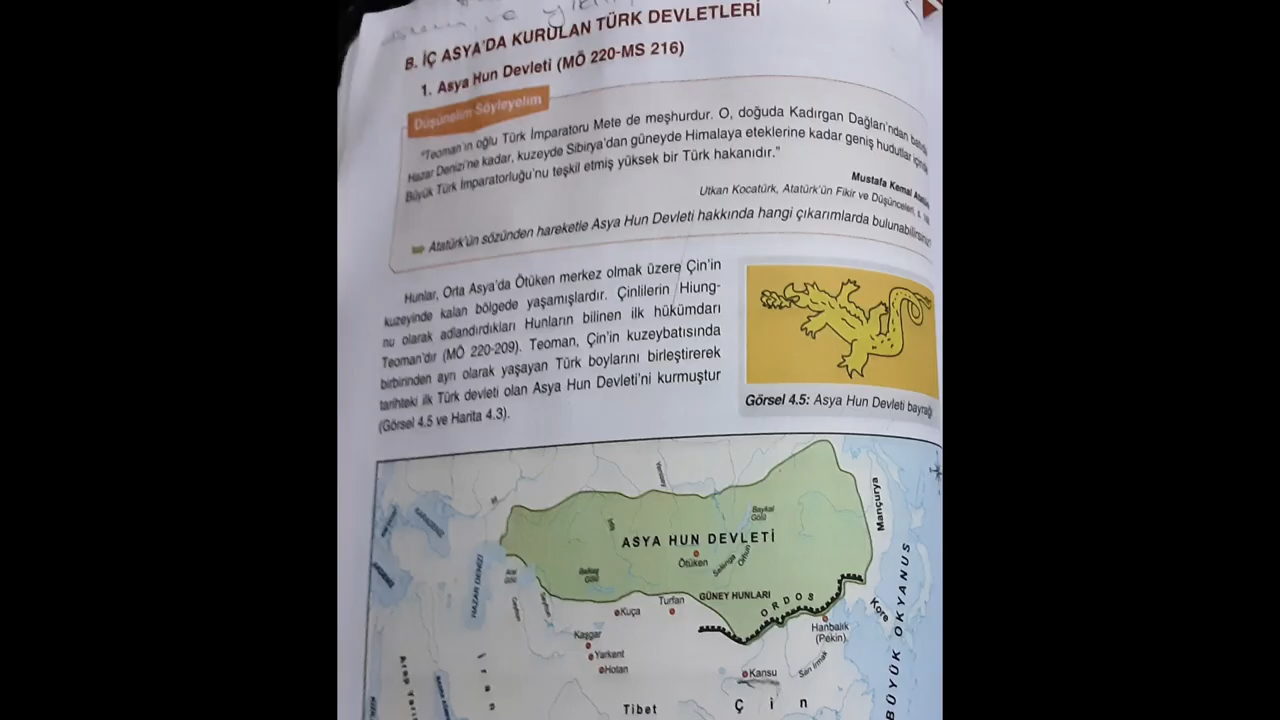 B. İÇ ASYA'DA KURULAN TÜRK DEVLETLERİ
1. Asya Hun Devleti (MÖ 220-MS 216)
Düşünelim Söyleyelim
"Teoman'ın oğlu Türk İmparatoru Mete de meşhurdur. O, doğuda Kadırgan Dağları'ndan
Hazar Denizi'ne kadar, kuzeyde Sibirya'dan güneyde Himalaya eteklerine kadar geniş hudutlar
Büyük Türk İmparatorluğu'nu teşkil etmiş yüksek bir Türk hakanıdır."
Mustafa Kemal
Utkan Kocatürk, Atatürk'ün Fikir ve Düşünceleri,
Atatürk'ün sözünden hareketle Asya Hun Devleti hakkında hangi çıkarımlarda
Hunlar, Orta Asya'da Ötüken merkez olmak üzere Çin'in
kuzeyinde kalan bölgede yaşamışlardır. Çinlilerin Hiung-
nu olarak adlandırdıkları Hunların bilinen ilk hükümdarı
Teoman'dır (MÖ 220-209). Teoman, Çin'in kuzeybatısında
birbirinden ayrı olarak yaşayan Türk boylarını birleştirerek
tarihteki ilk Türk devleti olan Asya Hun Devleti'ni kurmuştur
(Görsel 4.5 ve Harita 4.3).
Görsel 4.5: Asya Hun Devleti bayrağı
Mançurya
Baykal
Gölü
ASYA HUN DEVLETİ
Ötüken
Selenga
Orhun
KARADENİZ
HAZAR DENİZİ
Aral
Gölü
Balkaş
Gölü
Ceyhun
Seyhun
GÜNEY HUNLARI
ORDOS
Kuça
Turfan
Kaşgar
Yarkent
Hotan
Hanbalık
(Pekin)
Kore
BÜYÜK OKYANUS
Kansu
Sarı Irmak
İran
Tibet
Çin